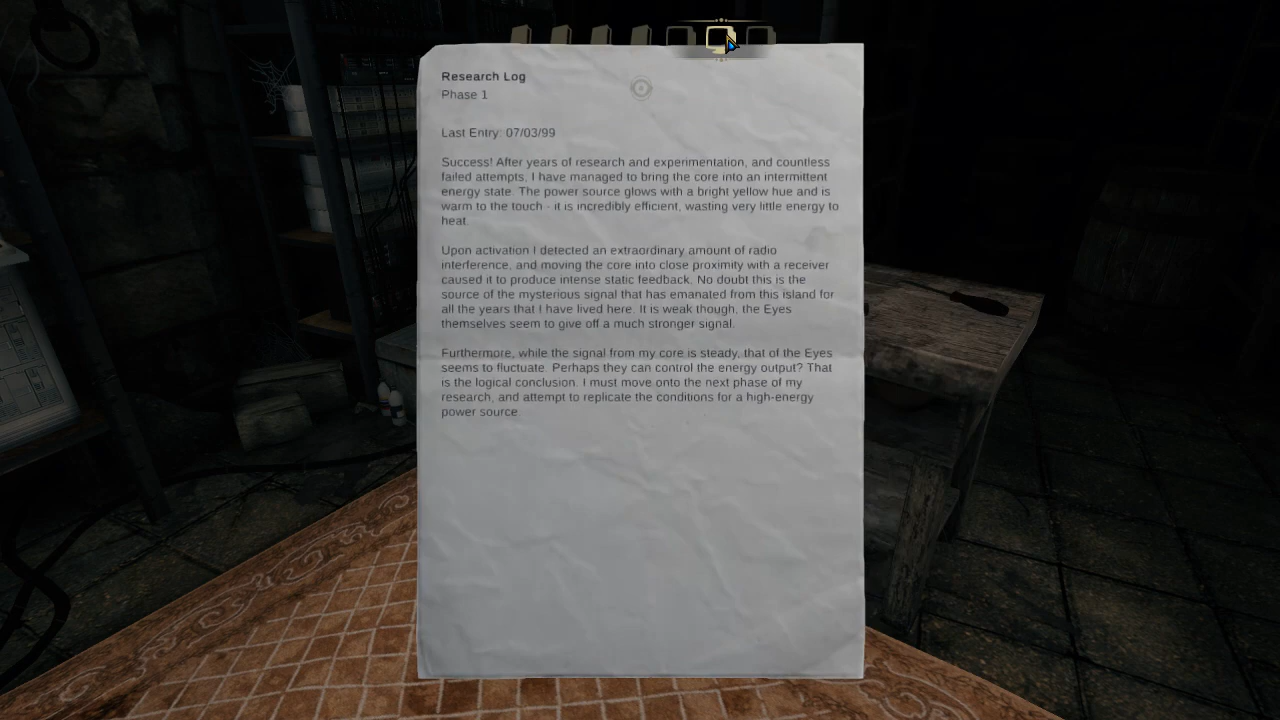 Research Log
Phase 1
Last Entry: 07/03/99
Success! After years of research and experimentation, and countless
failed attempts, I have managed to bring the core into an intermittent
energy state. The power source glows with a bright yellow hue and is
warm to the touch - it is incredibly efficient, wasting very little energy to
heat.
Upon activation I detected an extraordinary amount of radio
interference, and moving the core into close proximity with a receiver
caused it to produce intense static feedback. No doubt this is the
source of the mysterious signal that has emanated from this island for
all the years that I have lived here. It is weak though, the Eyes
themselves seem to give off a much stronger signal.
Furthermore, while the signal from my core is steady, that of the Eyes
seems to fluctuate. Perhaps they can control the energy output? That
is the logical conclusion. I must move onto the next phase of my
research, and attempt to replicate the conditions for a high-energy
power source.